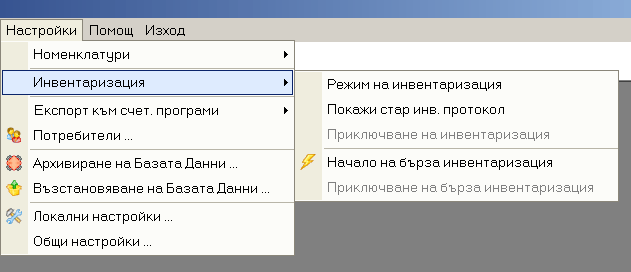 Настройки Помощ Изход
Номенклатури
Инвентаризация
Експорт към счет. програми
Потребители ...
Архивиране на Базата Данни ...
Възстановяване на Базата Данни ...
Локални настройки ...
Общи настройки ...
Режим на инвентаризация
Покажи стар инв. протокол
Приключване на инвентаризация
Начало на бърза инвентаризация
Приключване на бърза инвентаризация